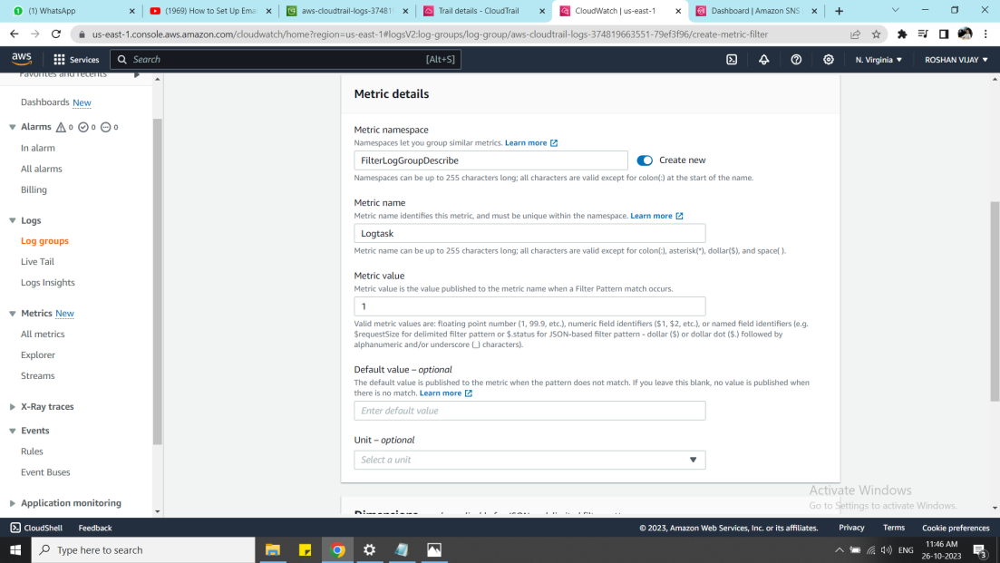 (1) WhatsApp
(1969) How to Set Up Emai
aws-cloudtrail-logs-37481
Trail details - CloudTrail
CloudWatch | us-east-1
Dashboard | Amazon SNS
us-east-1.console.aws.amazon.com/cloudwatch/home?region=us-east-1#logsV2:log-groups/log-group/aws-cloudtrail-logs-374819663551-79ef3f96/create-metric-filter
aws
Services
Search
[Alt+S]
N. Virginia
ROSHAN VIJAY
Favorites and recents
Dashboards New
Alarms 0 0 0
In alarm
All alarms
Billing
Logs
Log groups
Live Tail
Logs Insights
Metrics New
All metrics
Explorer
Streams
X-Ray traces
Events
Rules
Event Buses
Application monitoring
Metric details
Metric namespace
Namespaces let you group similar metrics. Learn more
FilterLogGroupDescribe
Create new
Namespaces can be up to 255 characters long; all characters are valid except for colon(:) at the start of the name.
Metric name
Metric name identifies this metric, and must be unique within the namespace. Learn more
Logtask
Metric name can be up to 255 characters long; all characters are valid except for colon(:), asterisk(*), dollar($), and space( ).
Metric value
Metric value is the value published to the metric name when a Filter Pattern match occurs.
1
Valid metric values are: floating point number (1, 99.9, etc.), numeric field identifiers ($1, $2, etc.), or named field identifiers (e.g.
$requestSize for delimited filter pattern or $.status for JSON-based filter pattern - dollar ($) or dollar dot ($.) followed by
alphanumeric and/or underscore (_) characters).
Default value – optional
The default value is published to the metric when the pattern does not match. If you leave this blank, no value is published when
there is no match. Learn more
Enter default value
Unit – optional
Select a unit
Dimensions
Activate Windows
Go to Settings to activate Windows.
CloudShell
Feedback
© 2023, Amazon Web Services, Inc. or its affiliates.
Privacy
Terms
Cookie preferences
Type here to search
ENG
11:46 AM
26-10-2023
3